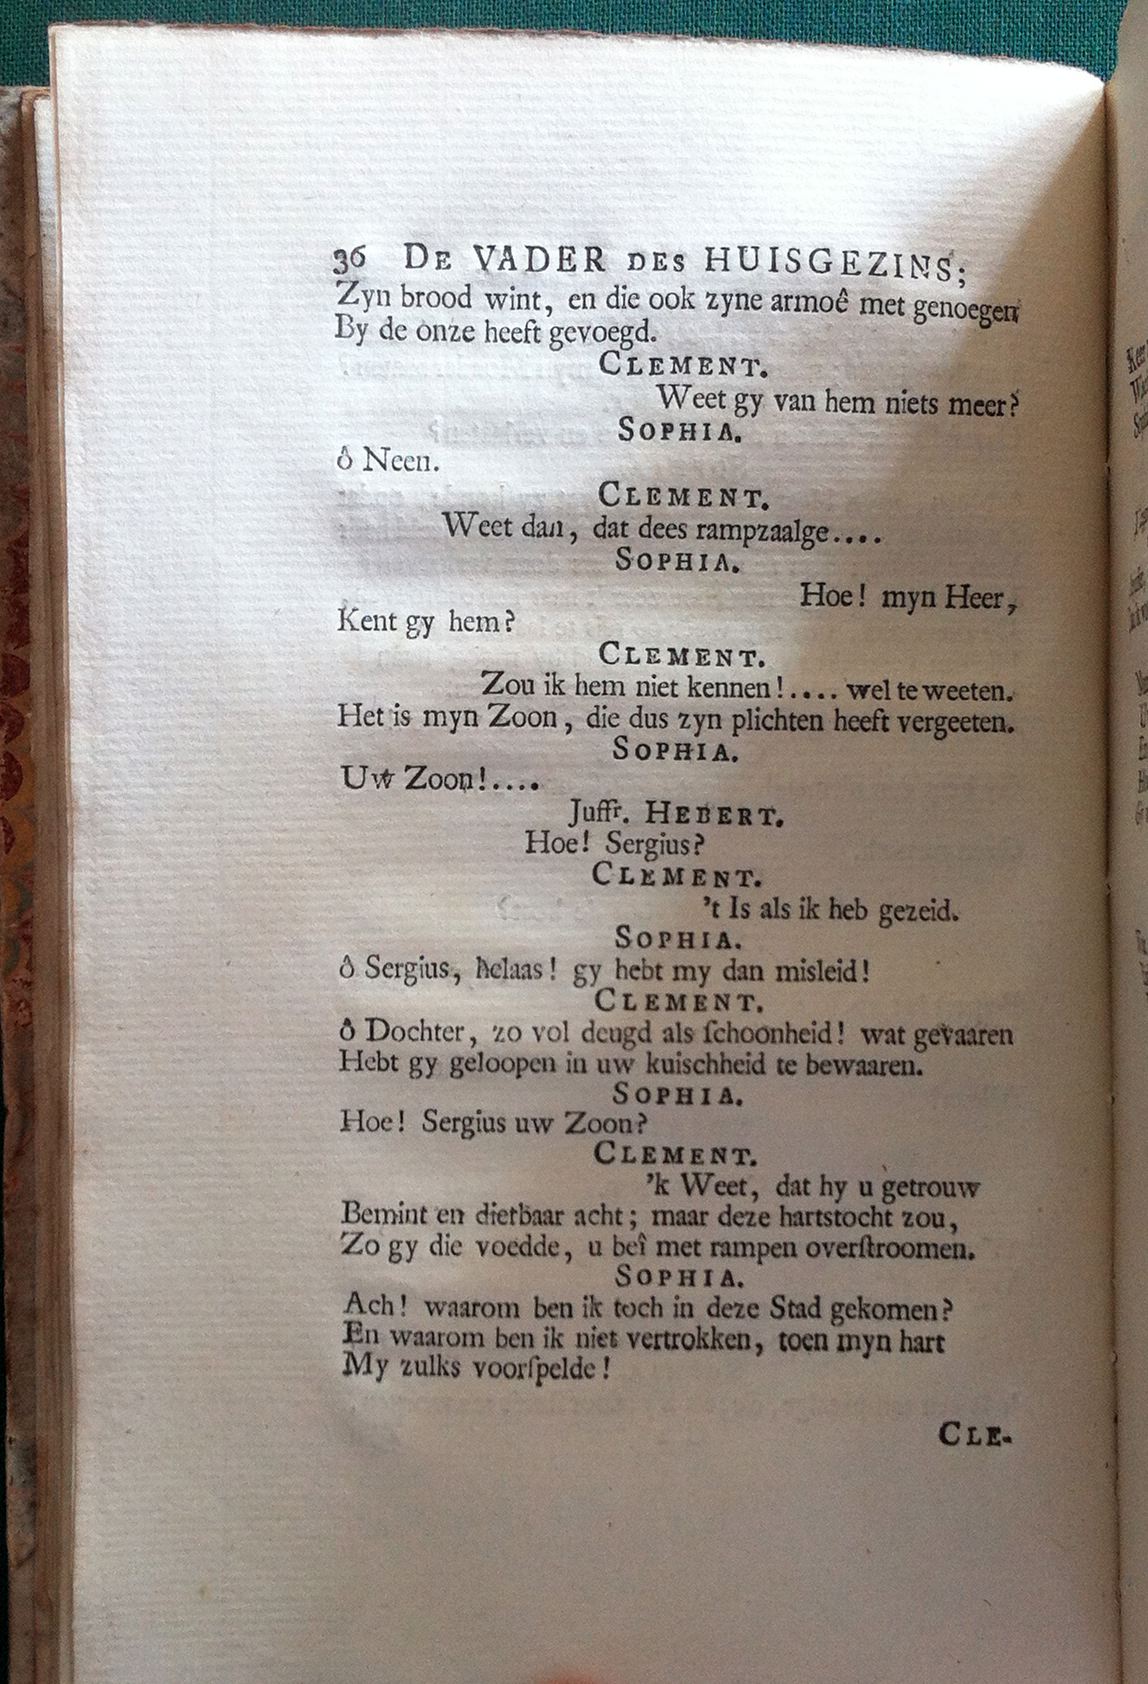 36 DE VADER DES HUISGEZINS;
Zyn brood wint, en die ook zyne armoê met genoegen
By de onze heeft gevoegd.
CLEMENT.
Weet gy van hem niets meer?
SOPHIA.
ô Neen.
CLEMENT.
Weet dan, dat dees rampzaalge....
SOPHIA.
Hoe! myn Heer,
Kent gy hem?
CLEMENT.
Zou ik hem niet kennen!.... wel te weeten.
Het is myn Zoon, die dus zyn plichten heeft vergeeten.
SOPHIA.
Uw Zoon!....
Juffr. HEBERT.
Hoe! Sergius?
CLEMENT.
't Is als ik heb gezeid.
SOPHIA.
ô Sergius, helaas! gy hebt my dan misleid!
CLEMENT.
ô Dochter, zo vol deugd als ſchoonheid! wat gevaaren
Hebt gy geloopen in uw kuischheid te bewaaren.
SOPHIA.
Hoe! Sergius uw Zoon?
CLEMENT.
'k Weet, dat hy u getrouw
Bemint en dierbaar acht; maar deze hartstocht zou,
Zo gy die voedde, u beî met rampen overſtroomen.
SOPHIA.
Ach! waarom ben ik toch in deze Stad gekomen?
En waarom ben ik niet vertrokken, toen myn hart
My zulks voorſpelde!
CLE-